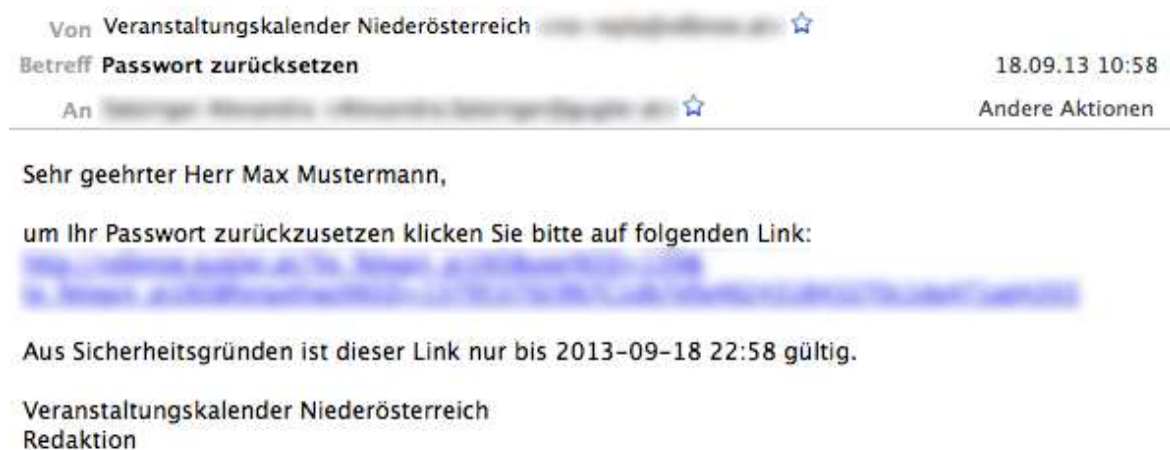 Von Veranstaltungskalender Niederösterreich
Betreff Passwort zurücksetzen 18.09.13 10:58
An Andere Aktionen
Sehr geehrter Herr Max Mustermann,
um Ihr Passwort zurückzusetzen klicken Sie bitte auf folgenden Link:
Aus Sicherheitsgründen ist dieser Link nur bis 2013-09-18 22:58 gültig.
Veranstaltungskalender Niederösterreich
Redaktion